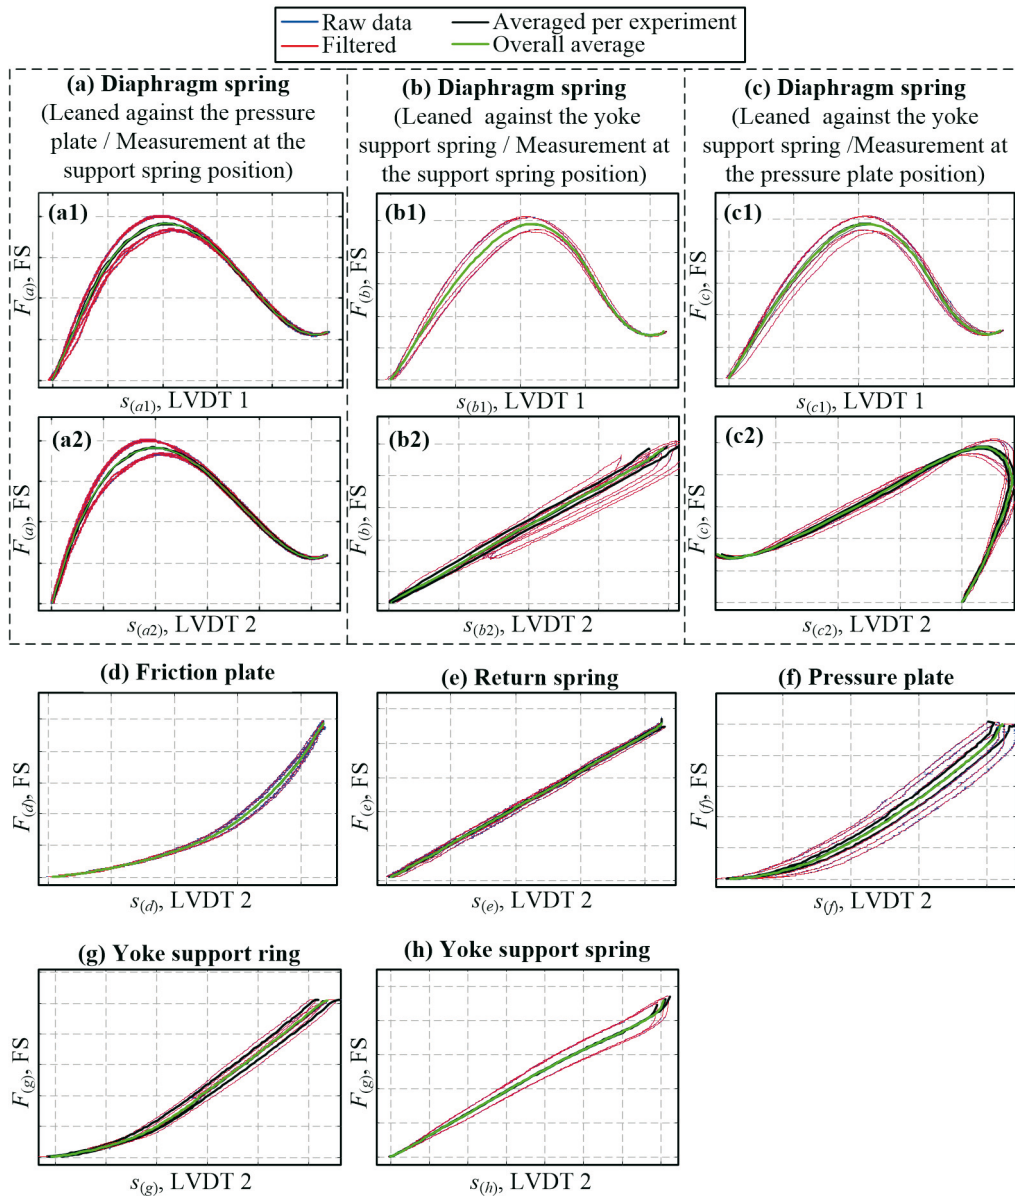 Raw data
Averaged per experiment
Filtered
Overall average
(a) Diaphragm spring
(Leaned against the pressure
plate / Measurement at the
support spring position)
(b) Diaphragm spring
(Leaned against the yoke
support spring / Measurement at
the support spring position)
(c) Diaphragm spring
(Leaned against the yoke
support spring /Measurement at
the pressure plate position)
(a1)
F(a), FS
s(a1), LVDT 1
(b1)
F(b), FS
s(b1), LVDT 1
(c1)
F(c), FS
s(c1), LVDT 1
(a2)
F(a), FS
s(a2), LVDT 2
(b2)
F(b), FS
s(b2), LVDT 2
(c2)
F(c), FS
s(c2), LVDT 2
(d) Friction plate
F(d), FS
s(d), LVDT 2
(e) Return spring
F(e), FS
s(e), LVDT 2
(f) Pressure plate
F(f), FS
s(f), LVDT 2
(g) Yoke support ring
F(g), FS
s(g), LVDT 2
(h) Yoke support spring
F(g), FS
s(h), LVDT 2